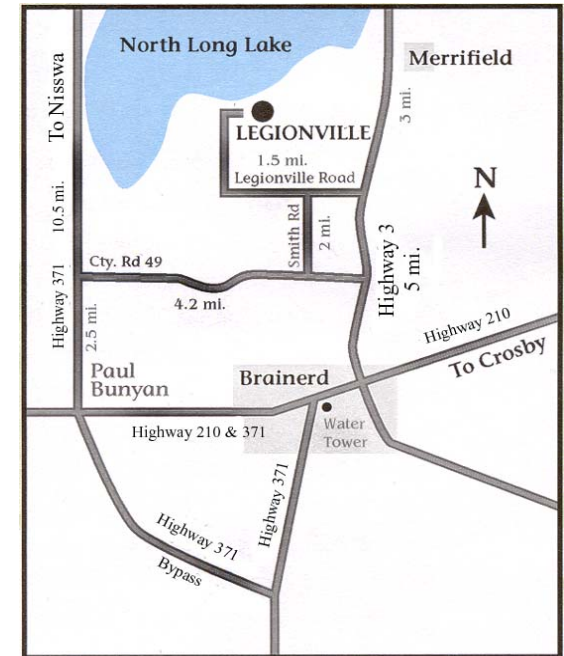 North Long Lake
Merrifield
To Nisswa
3 mi.
LEGIONVILLE
1.5 mi.
Legionville Road
N
10.5 mi.
Smith Rd
2 mi.
Highway 3
5 mi.
Cty. Rd 49
4.2 mi.
Highway 371
2.5 mi.
Highway 210
To Crosby
Paul
Bunyan
Brainerd
Water
Tower
Highway 210 & 371
Highway 371
Highway 371
Bypass